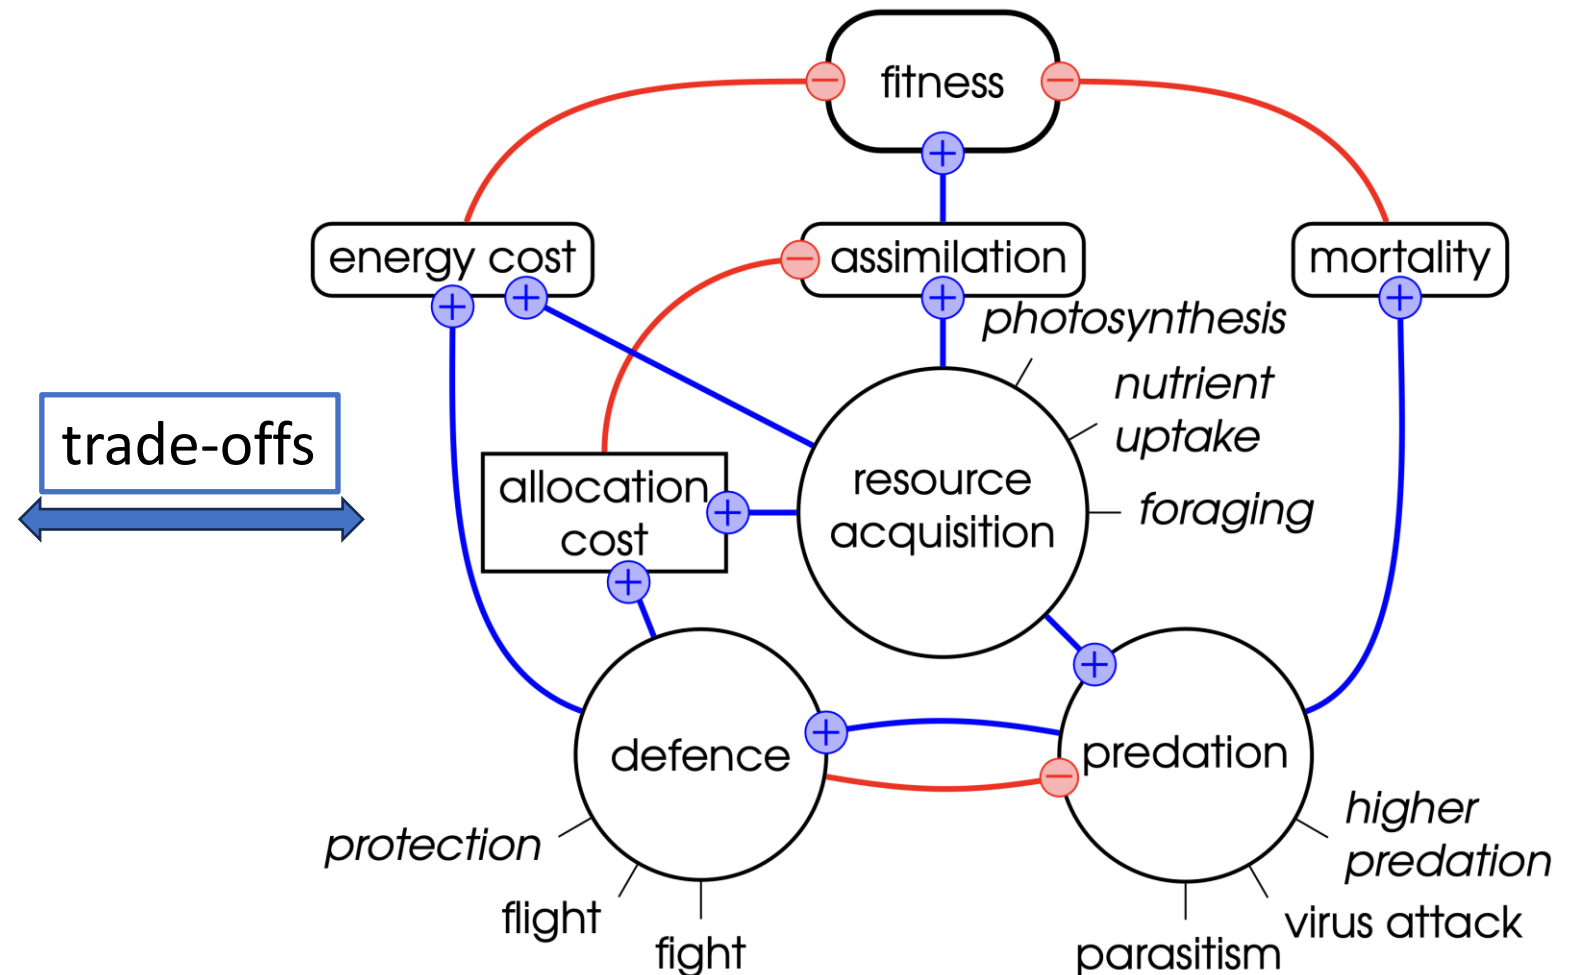 fitness
energy cost
assimilation
mortality
photosynthesis
nutrient
uptake
trade-offs
allocation
cost
resource
acquisition
foraging
defence
predation
protection
flight
fight
higher
predation
virus attack
parasitism